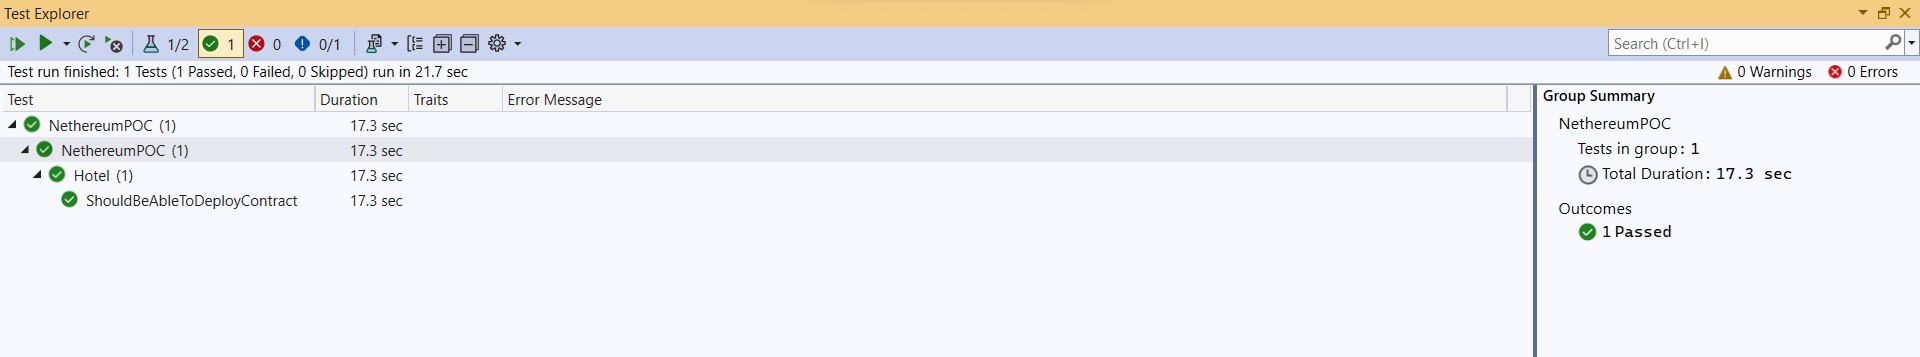 Test Explorer
1/2 1 0 0/1 Search (Ctrl+I)
Test run finished: 1 Tests (1 Passed, 0 Failed, 0 Skipped) run in 21.7 sec 0 Warnings 0 Errors
Test Duration Traits Error Message
NethereumPOC (1) 17.3 sec
NethereumPOC (1) 17.3 sec
Hotel (1) 17.3 sec
ShouldBeAbleToDeployContract 17.3 sec
Group Summary
NethereumPOC
Tests in group: 1
Total Duration: 17.3 sec
Outcomes
1 Passed